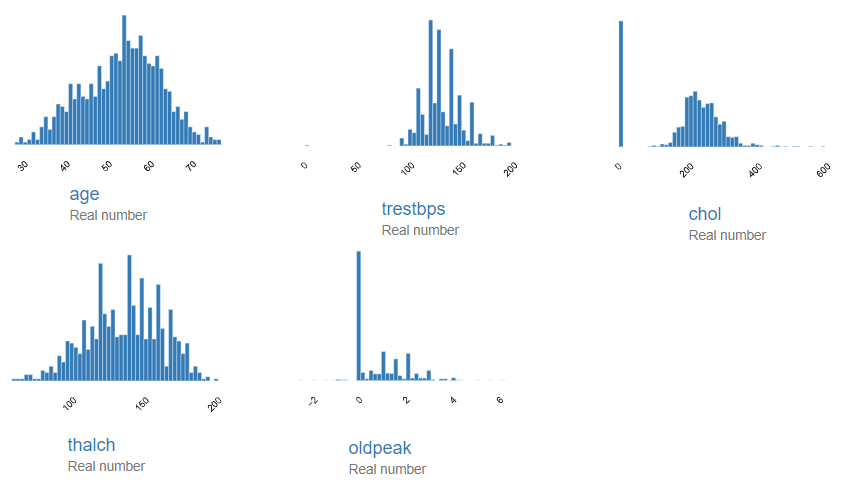 30 40 50 60 70
0 50 100 150 200
0 200 400 600
age
Real number
trestbps
Real number
chol
Real number
100 150 200
-2 0 2 4 6
thalch
Real number
oldpeak
Real number